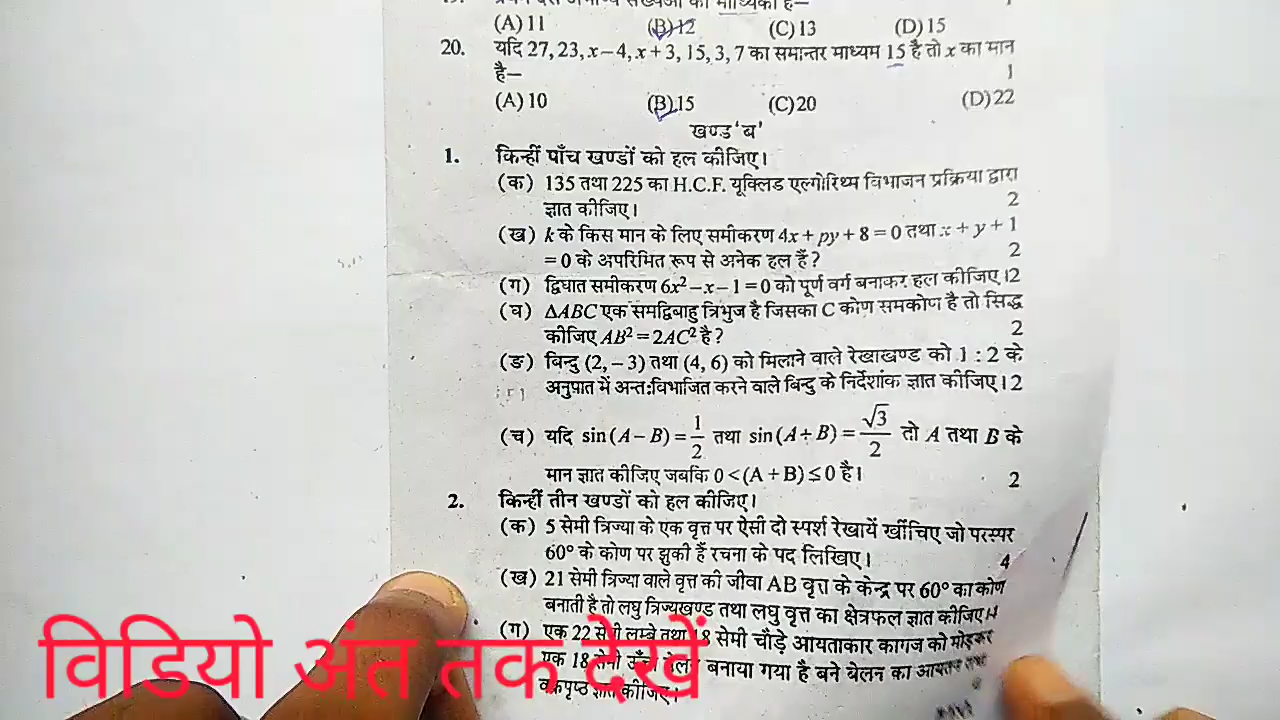 (A) 11 (B) 12 (C) 13 (D) 15
20. यदि 27, 23, x – 4, x + 3, 15, 3, 7 का समान्तर माध्यम 15 है तो x का मान
है— 1
(A) 10 (B) 15 (C) 20 (D) 22
खण्ड 'ब'
1. किन्हीं पाँच खण्डों को हल कीजिए।
(क) 135 तथा 225 का H.C.F. यूक्लिड एल्गोरिथ्म विभाजन प्रक्रिया द्वारा
ज्ञात कीजिए। 2
(ख) k के किस मान के लिए समीकरण 4x + py + 8 = 0 तथा x + y + 1
= 0 के अपरिमित रूप से अनेक हल हैं? 2
(ग) द्विघात समीकरण 6x² – x – 1 = 0 को पूर्ण वर्ग बनाकर हल कीजिए। 2
(घ) ΔABC एक समद्विबाहु त्रिभुज है जिसका C कोण समकोण है तो सिद्ध
कीजिए AB² = 2AC² है? 2
(ङ) बिन्दु (2, – 3) तथा (4, 6) को मिलाने वाले रेखाखण्ड को 1 : 2 के
अनुपात में अन्त:विभाजित करने वाले बिन्दु के निर्देशांक ज्ञात कीजिए। 2
(च) यदि sin (A – B) = 1/2 तथा sin (A + B) = √3/2 तो A तथा B के
मान ज्ञात कीजिए जबकि 0 < (A + B) ≤ 0 है। 2
2. किन्हीं तीन खण्डों को हल कीजिए।
(क) 5 सेमी त्रिज्या के एक वृत्त पर ऐसी दो स्पर्श रेखायें खींचिए जो परस्पर
60° के कोण पर झुकी हैं रचना के पद लिखिए। 4
(ख) 21 सेमी त्रिज्या वाले वृत्त की जीवा AB वृत्त के केन्द्र पर 60° का कोण
बनाती है तो लघु त्रिज्यखण्ड तथा लघु वृत्त का क्षेत्रफल ज्ञात कीजिए।
(ग) एक 22 सेमी लम्बे तथा 18 सेमी चौड़े आयताकार कागज को मोड़कर
एक 18 सेमी बेलन बनाया गया है बने बेलन का आयतन तथा
वक्रपृष्ठ ज्ञात कीजिए।
विडियो अंत तक देखें